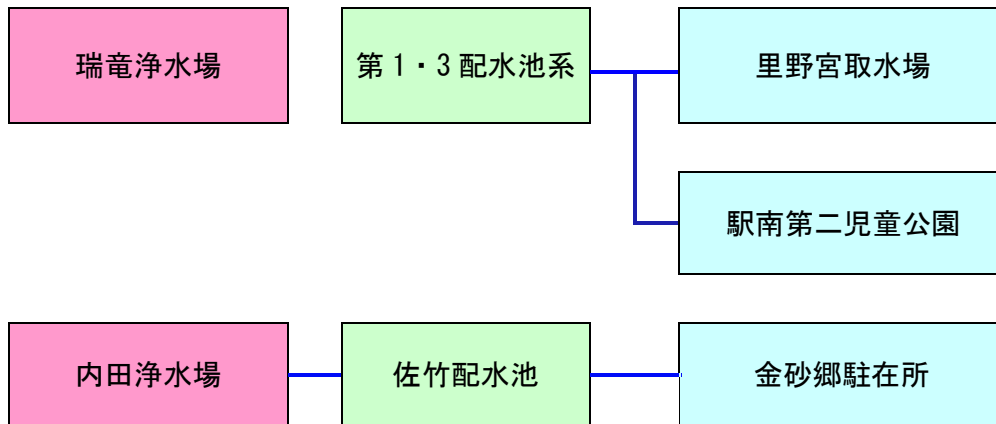 瑞竜浄水場
第1・3配水池系
里野宮取水場
駅南第二児童公園
内田浄水場
佐竹配水池
金砂郷駐在所